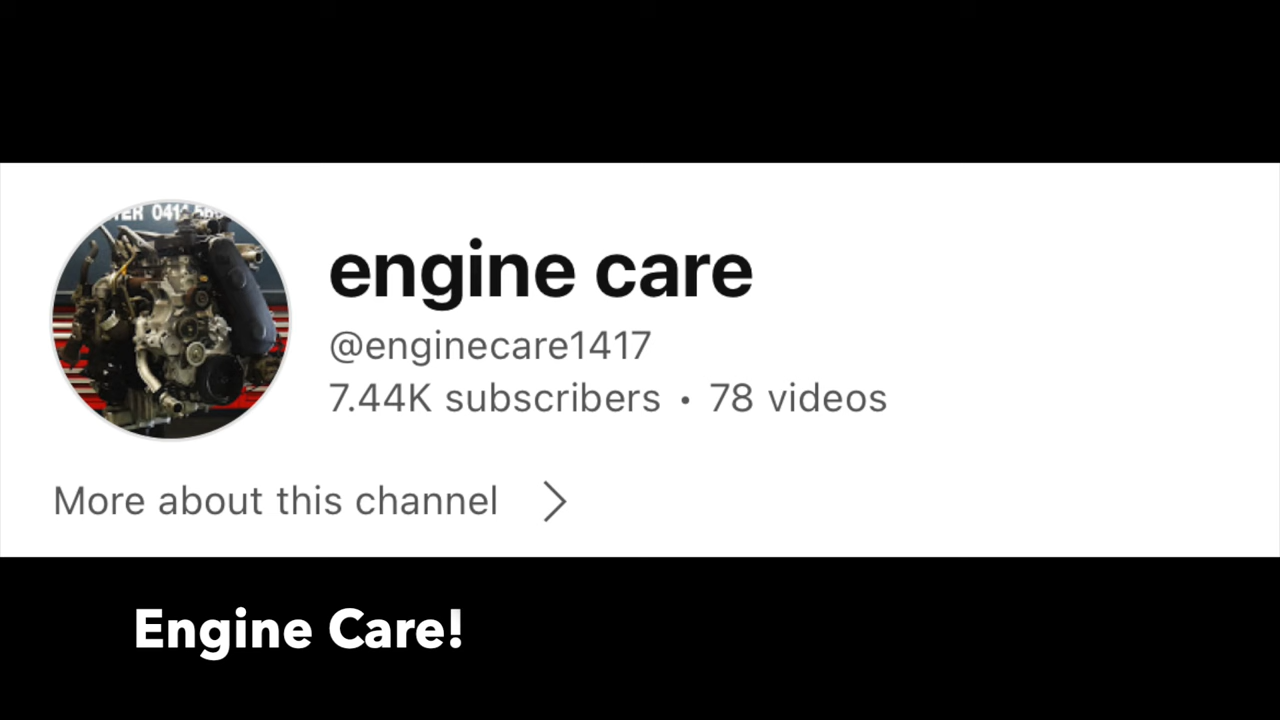 engine care
@enginecare1417
7.44K subscribers • 78 videos
More about this channel
Engine Care!